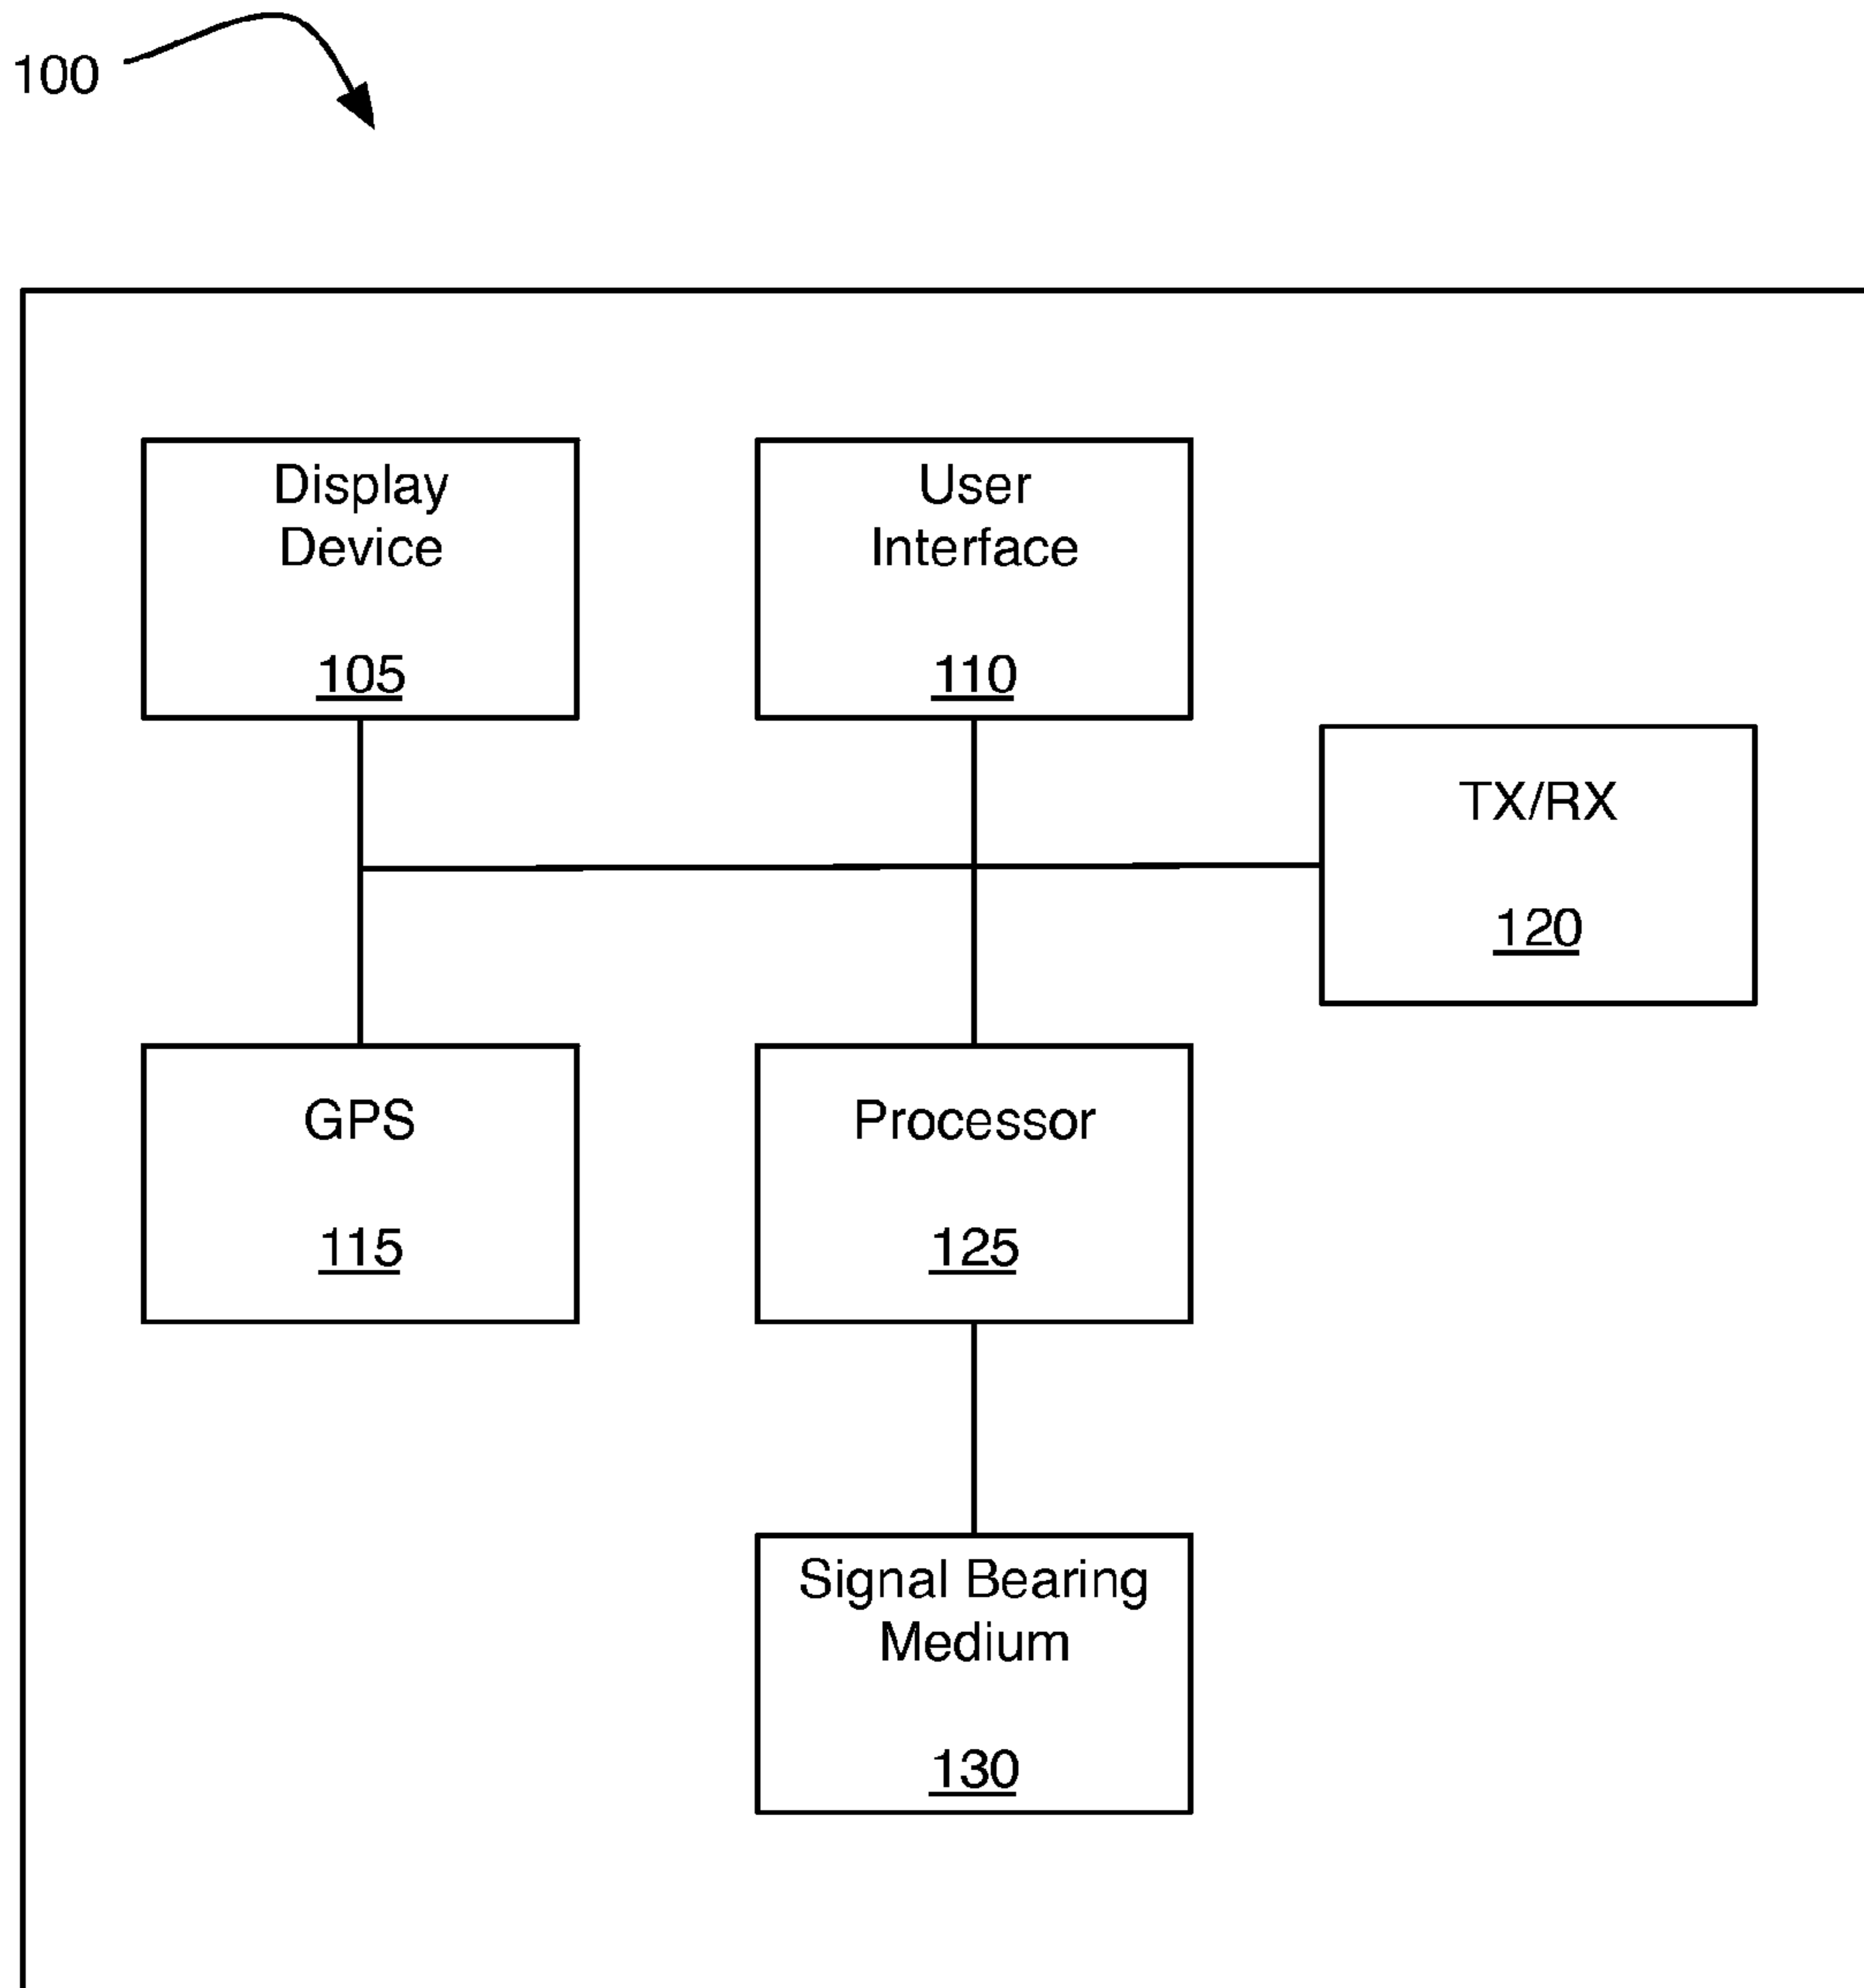 100
Display
Device
105
User
Interface
110
TX/RX
120
GPS
115
Processor
125
Signal Bearing
Medium
130